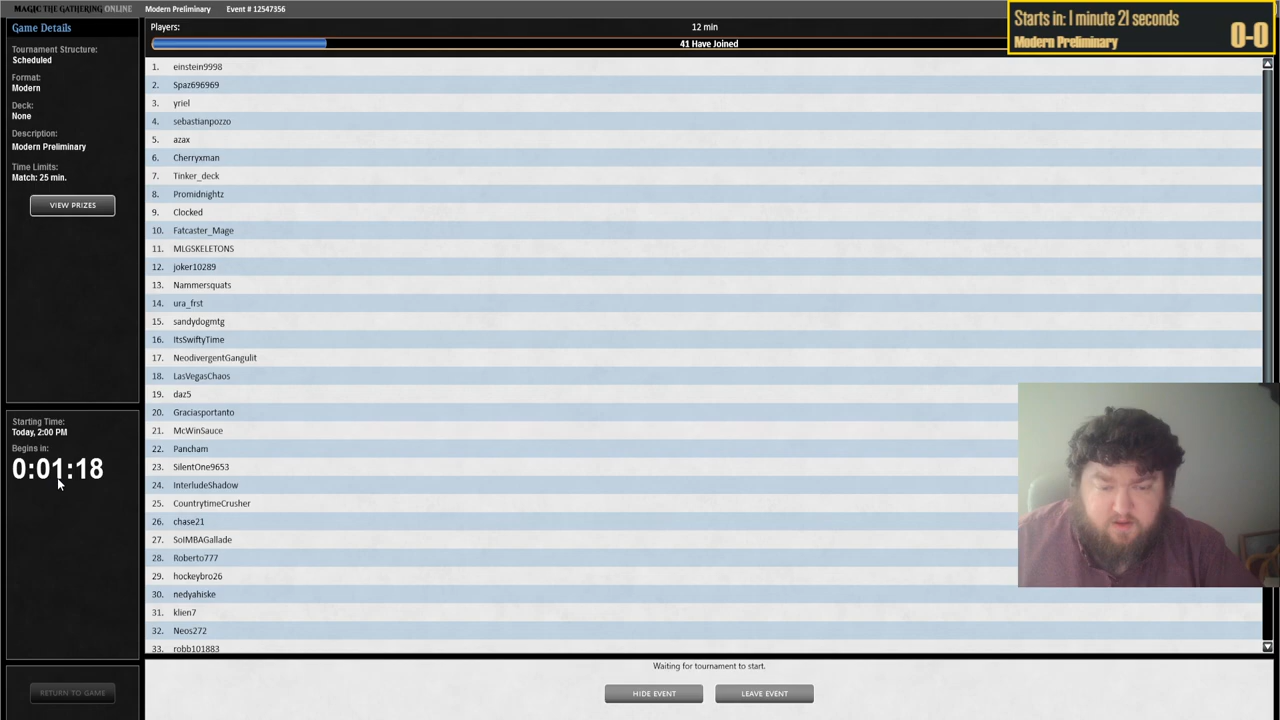 MAGIC THE GATHERING ONLINE
Modern Preliminary
Event # 12547356
Game Details
Tournament Structure:
Scheduled
Format:
Modern
Deck:
None
Description:
Modern Preliminary
Time Limits:
Match: 25 min.
VIEW PRIZES
Starting Time:
Today, 2:00 PM
Begins in:
0:01:18
RETURN TO GAME
Players:
12 min
41 Have Joined
Starts in: 1 minute 21 seconds
Modern Preliminary
0-0
1. einstein9998
2. Spaz696969
3. yriel
4. sebastianpozzo
5. azax
6. Cherryxman
7. Tinker_deck
8. Promidnightz
9. Clocked
10. Fatcaster_Mage
11. MLGSKELETONS
12. joker10289
13. Nammersquats
14. ura_frst
15. sandydogmtg
16. ItsSwiftyTime
17. NeodivergentGangulit
18. LasVegasChaos
19. daz5
20. Graciasportanto
21. McWinSauce
22. Pancham
23. SilentOne9653
24. InterludeShadow
25. CountrytimeCrusher
26. chase21
27. SoIMBAGallade
28. Roberto777
29. hockeybro26
30. nedyahiske
31. klien7
32. Neos272
33. robb101883
Waiting for tournament to start.
HIDE EVENT
LEAVE EVENT